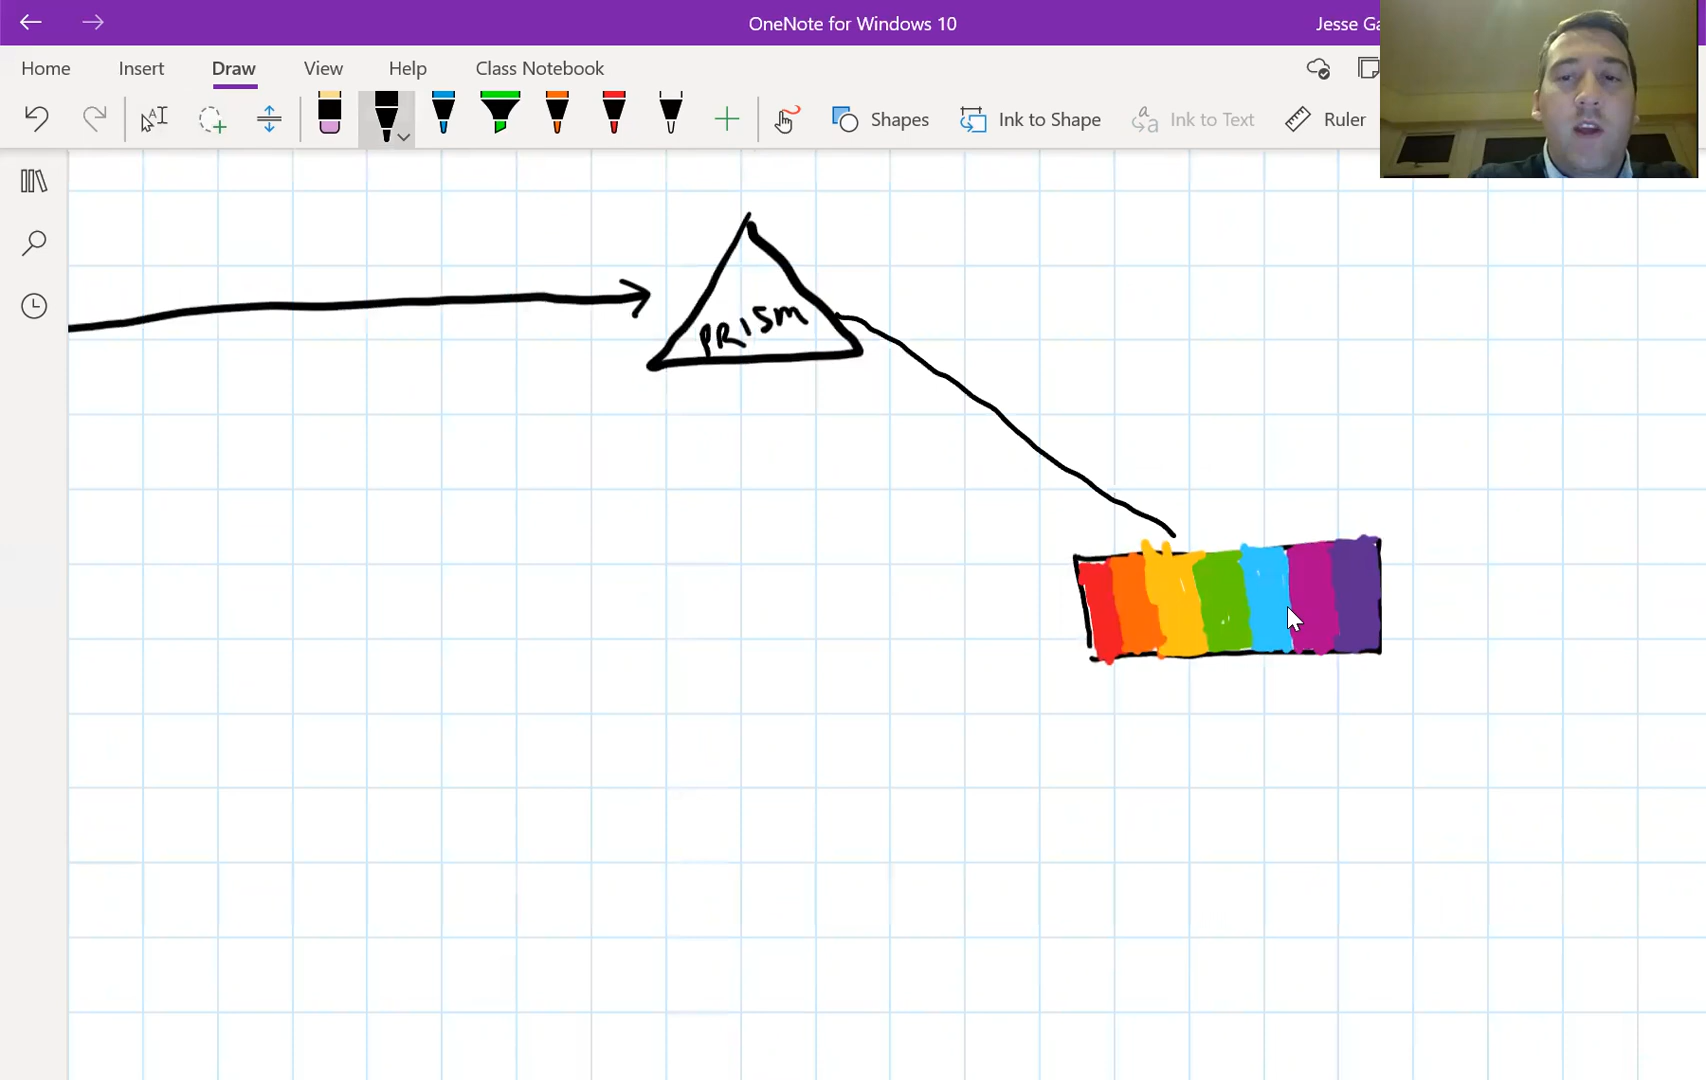 OneNote for Windows 10
Jesse Ga
Home Insert Draw View Help Class Notebook
Shapes Ink to Shape Ink to Text Ruler
PRISM